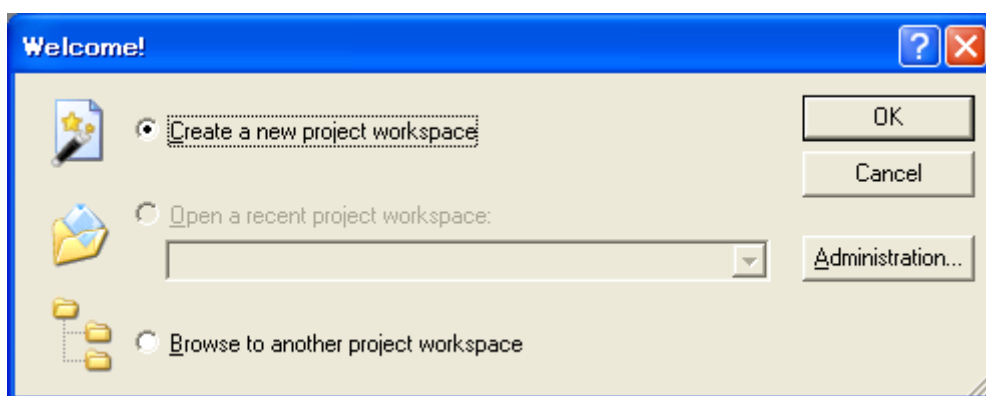 Welcome!
Create a new project workspace
OK
Cancel
Open a recent project workspace:
Administration...
Browse to another project workspace